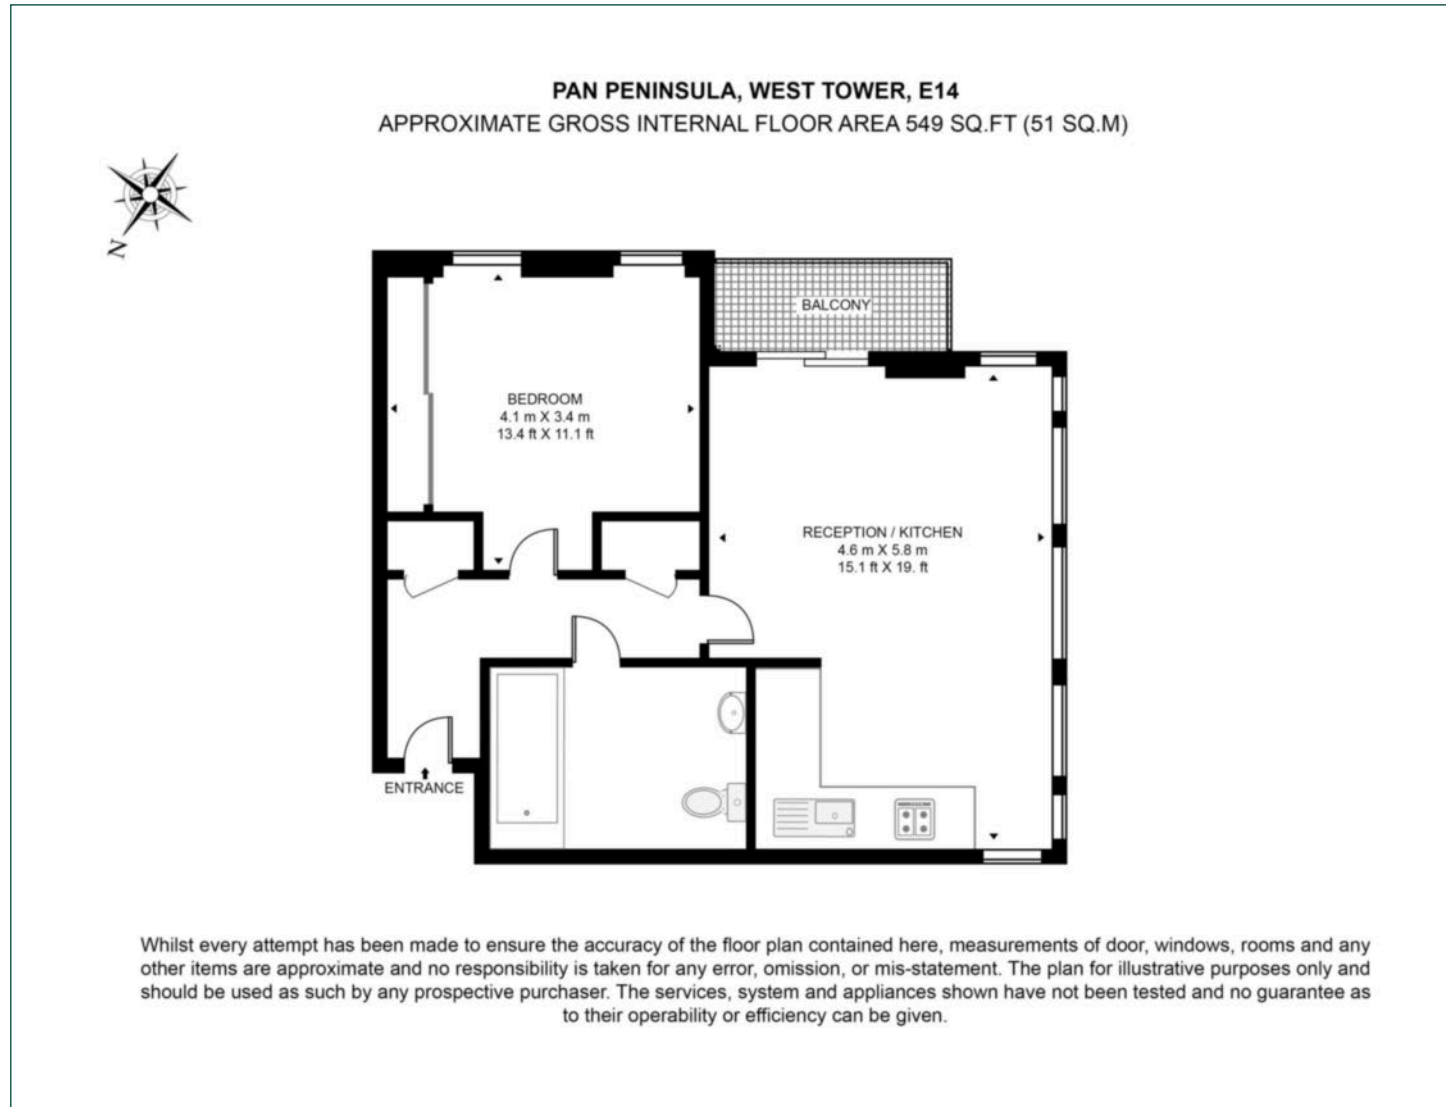 PAN PENINSULA, WEST TOWER, E14
APPROXIMATE GROSS INTERNAL FLOOR AREA 549 SQ.FT (51 SQ.M)
N
BALCONY
BEDROOM
4.1 m X 3.4 m
13.4 ft X 11.1 ft
RECEPTION / KITCHEN
4.6 m X 5.8 m
15.1 ft X 19. ft
ENTRANCE
Whilst every attempt has been made to ensure the accuracy of the floor plan contained here, measurements of door, windows, rooms and any
other items are approximate and no responsibility is taken for any error, omission, or mis-statement. The plan for illustrative purposes only and
should be used as such by any prospective purchaser. The services, system and appliances shown have not been tested and no guarantee as
to their operability or efficiency can be given.